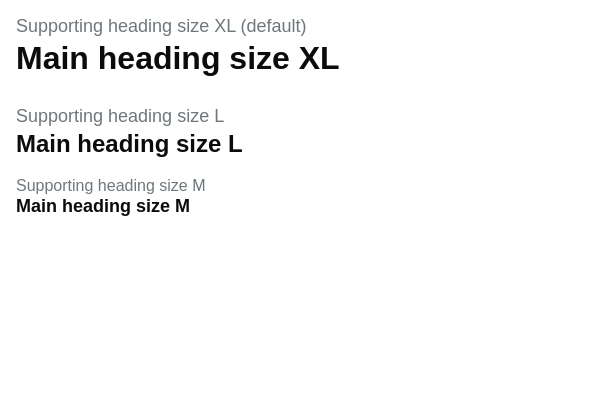 Supporting heading size XL (default)
Main heading size XL
Supporting heading size L
Main heading size L
Supporting heading size M
Main heading size M